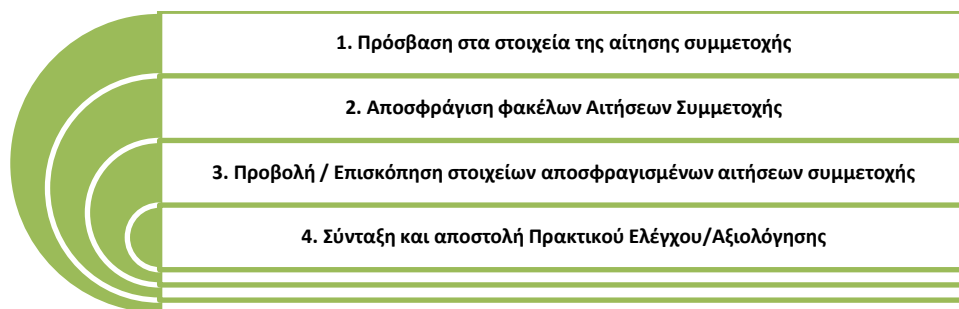 1. Πρόσβαση στα στοιχεία της αίτησης συμμετοχής
2. Αποσφράγιση φακέλων Αιτήσεων Συμμετοχής
3. Προβολή / Επισκόπηση στοιχείων αποσφραγισμένων αιτήσεων συμμετοχής
4. Σύνταξη και αποστολή Πρακτικού Ελέγχου/Αξιολόγησης